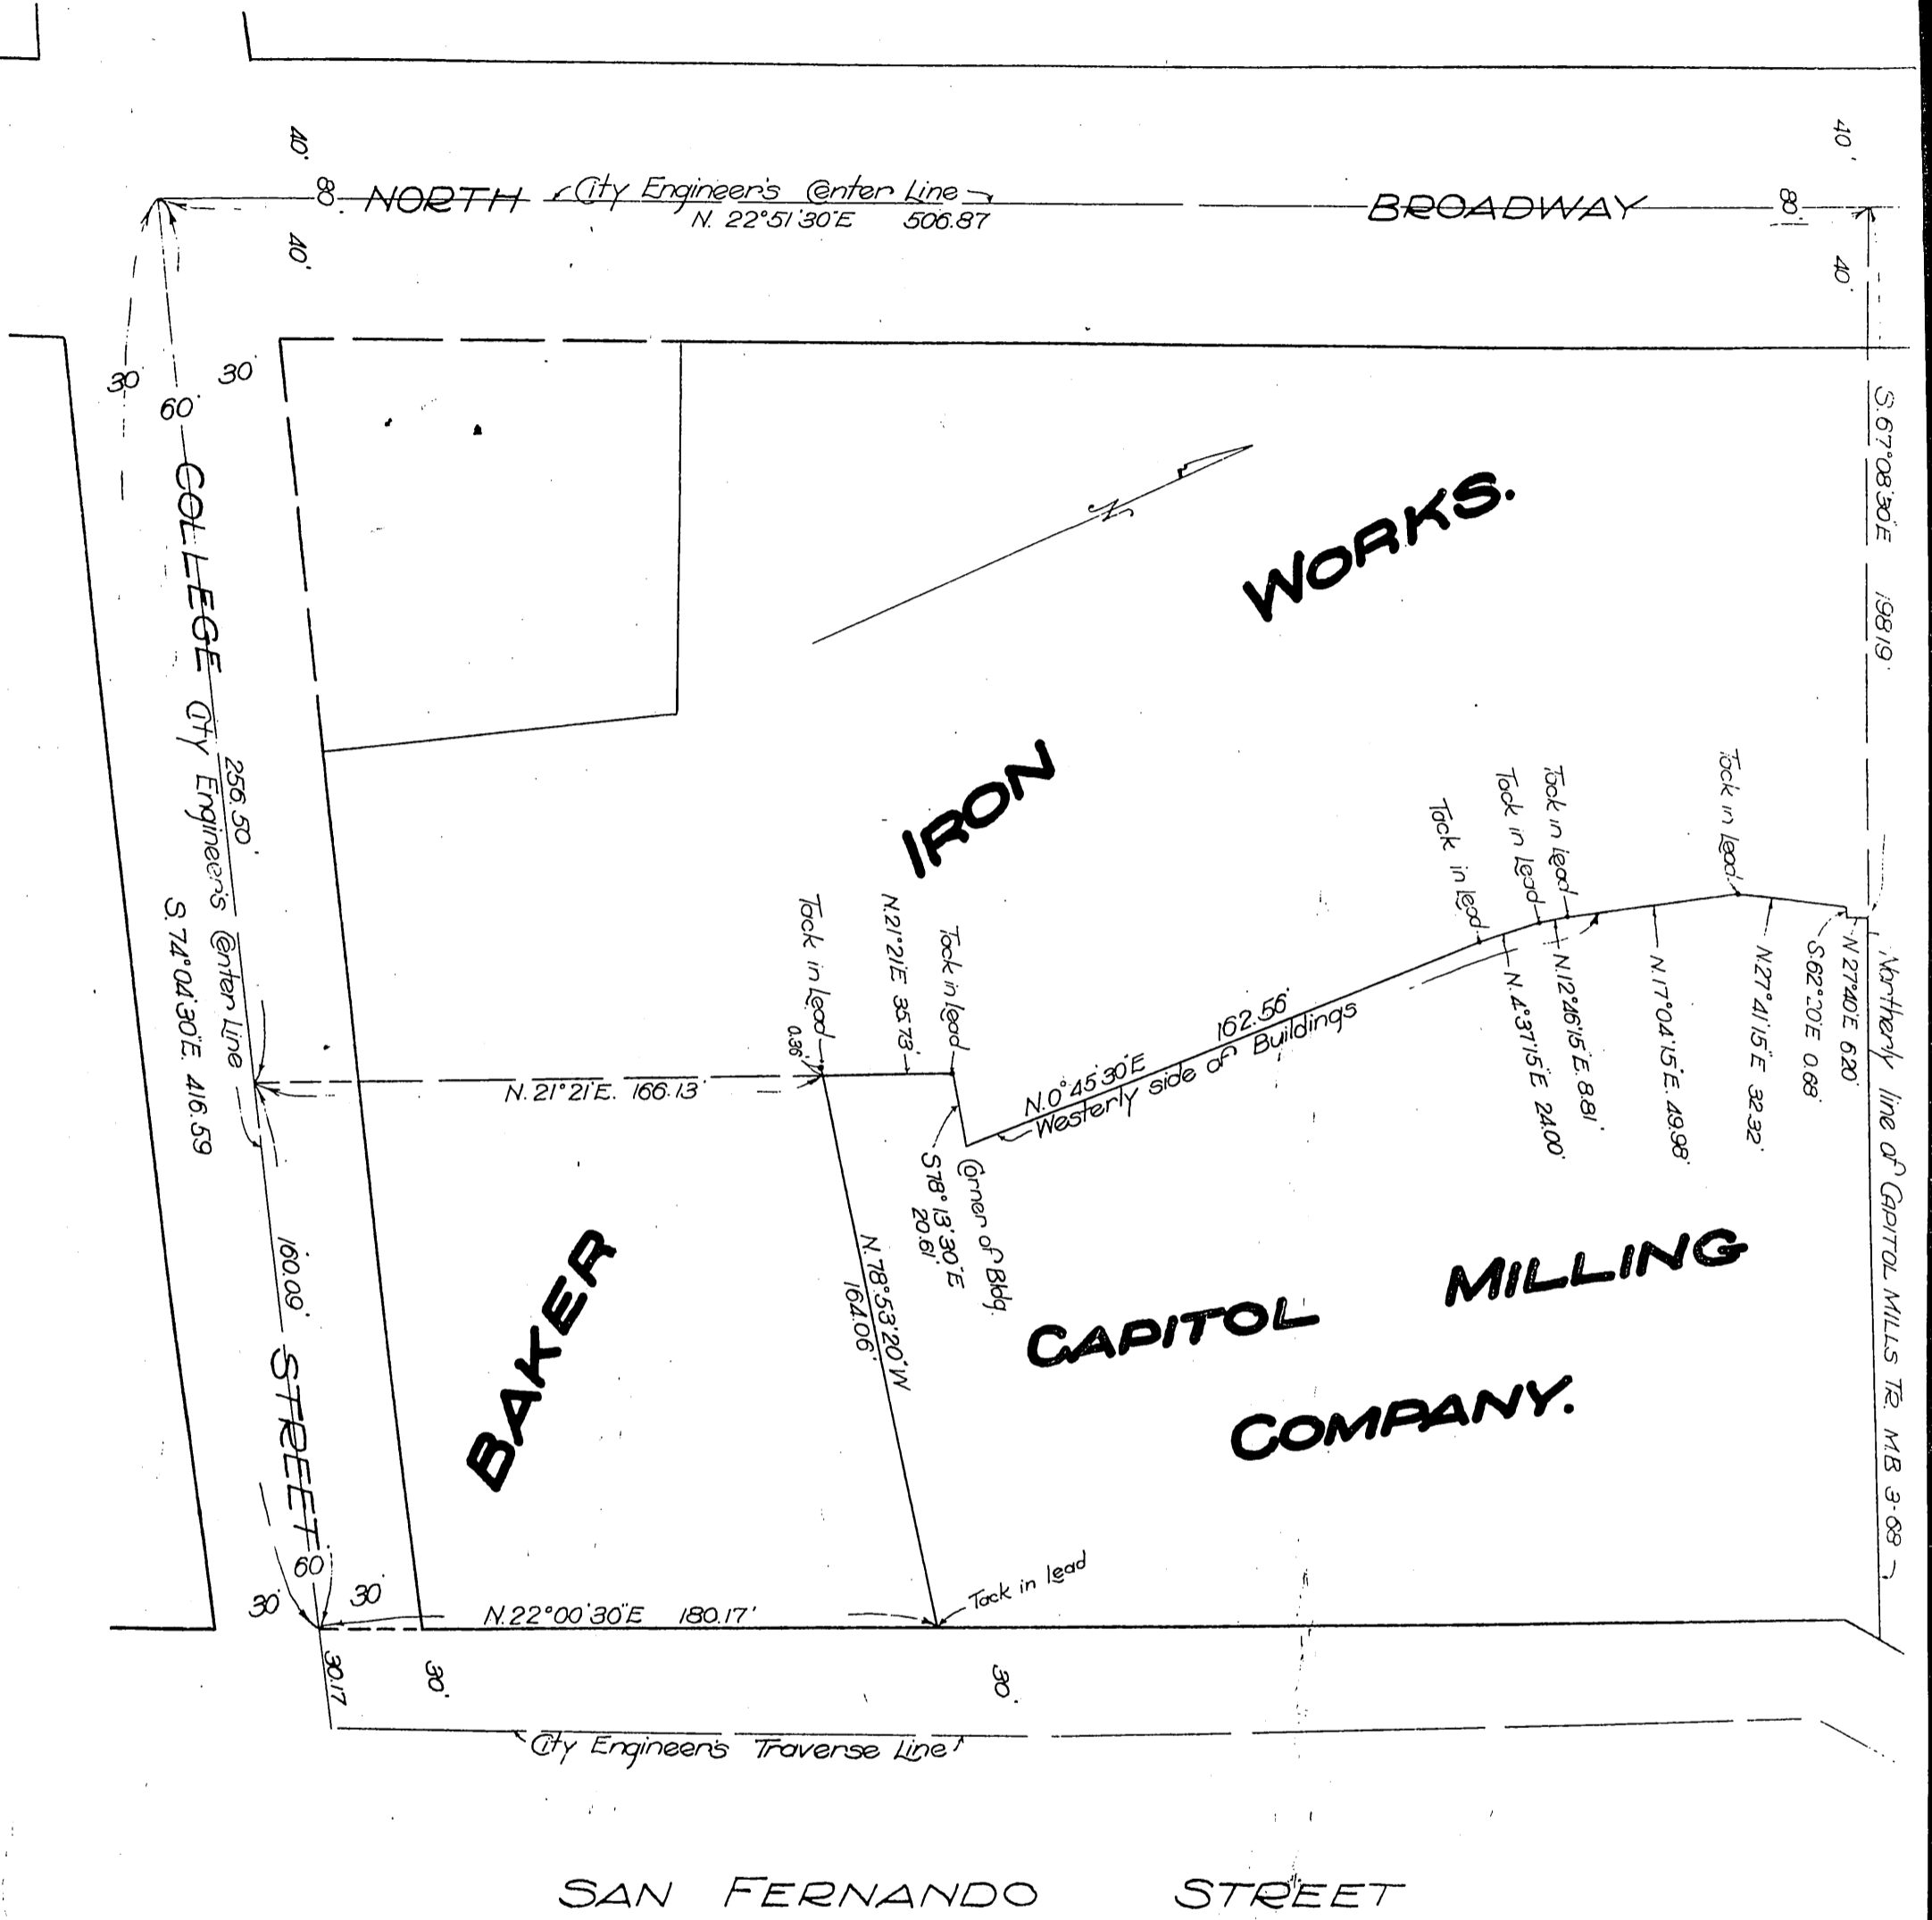 40'
80'
40'
NORTH
City Engineer's Center Line
N. 22°51'30"E 506.87
BROADWAY
40'
80'
40'
30'
60'
30'
COLLEGE
City Engineer's Center Line
256.50'
S. 74°04'30"E. 416.59
160.09'
STREET
S.67°08'30"E 198.19'
N
WORKS.
IRON
BAKER
Tack in Lead
0.36'
N.21°21'E 35.78'
Tack in lead
Tack in lead
Tack in Lead
Tack in lead
Tack in Lead
N. 21°21'E. 166.13'
N.0°45'30"E 162.56'
Westerly side of Buildings
N.4°37'15"E 24.00'
N.12°46'15"E. 8.81'
N.17°04'15"E. 49.98'
N.27°41'15"E 32.32'
S.62°20'E 0.68'
N 27°40'E 6.20'
Northerly line of CAPITOL MILLS TR. M.B 3-68
Corner of Bldg.
S78°13'30"E
20.61'
N. 78°53'20"W
164.06'
CAPITOL MILLING
COMPANY.
60'
30'
30'
N. 22°00'30"E 180.17'
Tack in lead
30.17
30'
30'
City Engineer's Traverse Line
SAN FERNANDO STREET